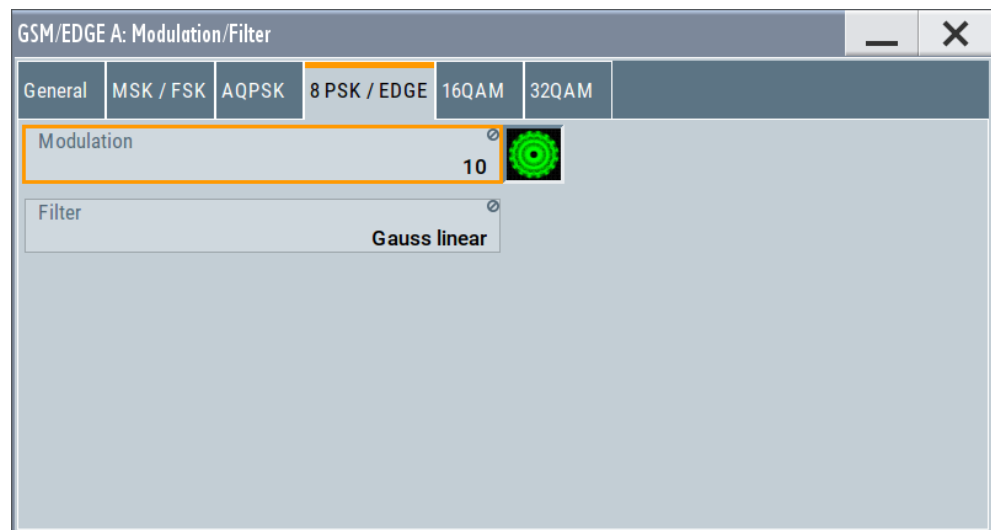 GSM/EDGE A: Modulation/Filter
General MSK / FSK AQPSK 8 PSK / EDGE 16QAM 32QAM
Modulation
10
Filter
Gauss linear